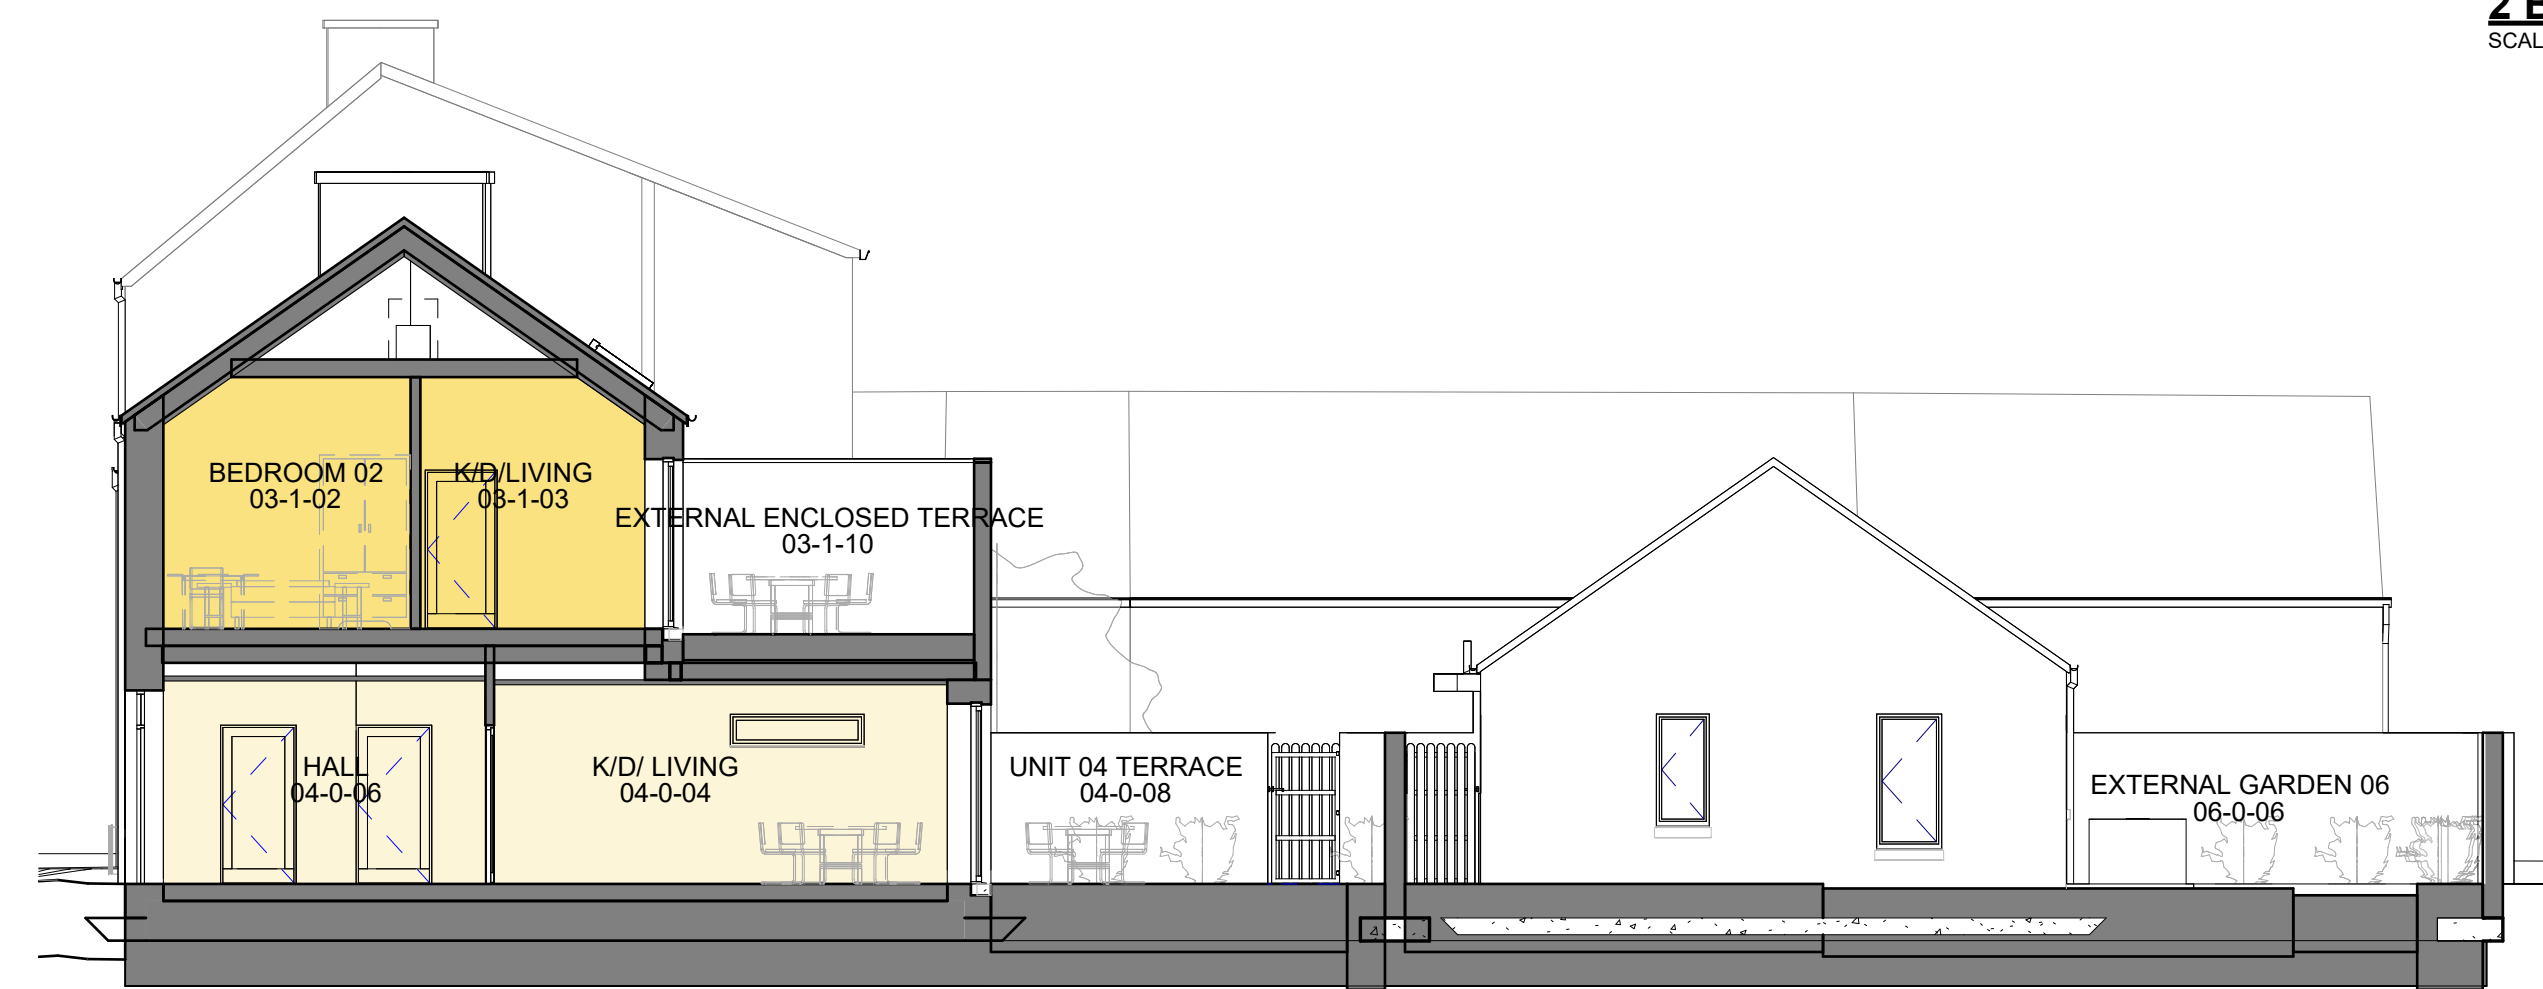 2
SCAL
BEDROOM 02
03-1-02
K/D/LIVING
03-1-03
EXTERNAL ENCLOSED TERRACE
03-1-10
HALL
04-0-06
K/D/ LIVING
04-0-04
UNIT 04 TERRACE
04-0-08
EXTERNAL GARDEN 06
06-0-06